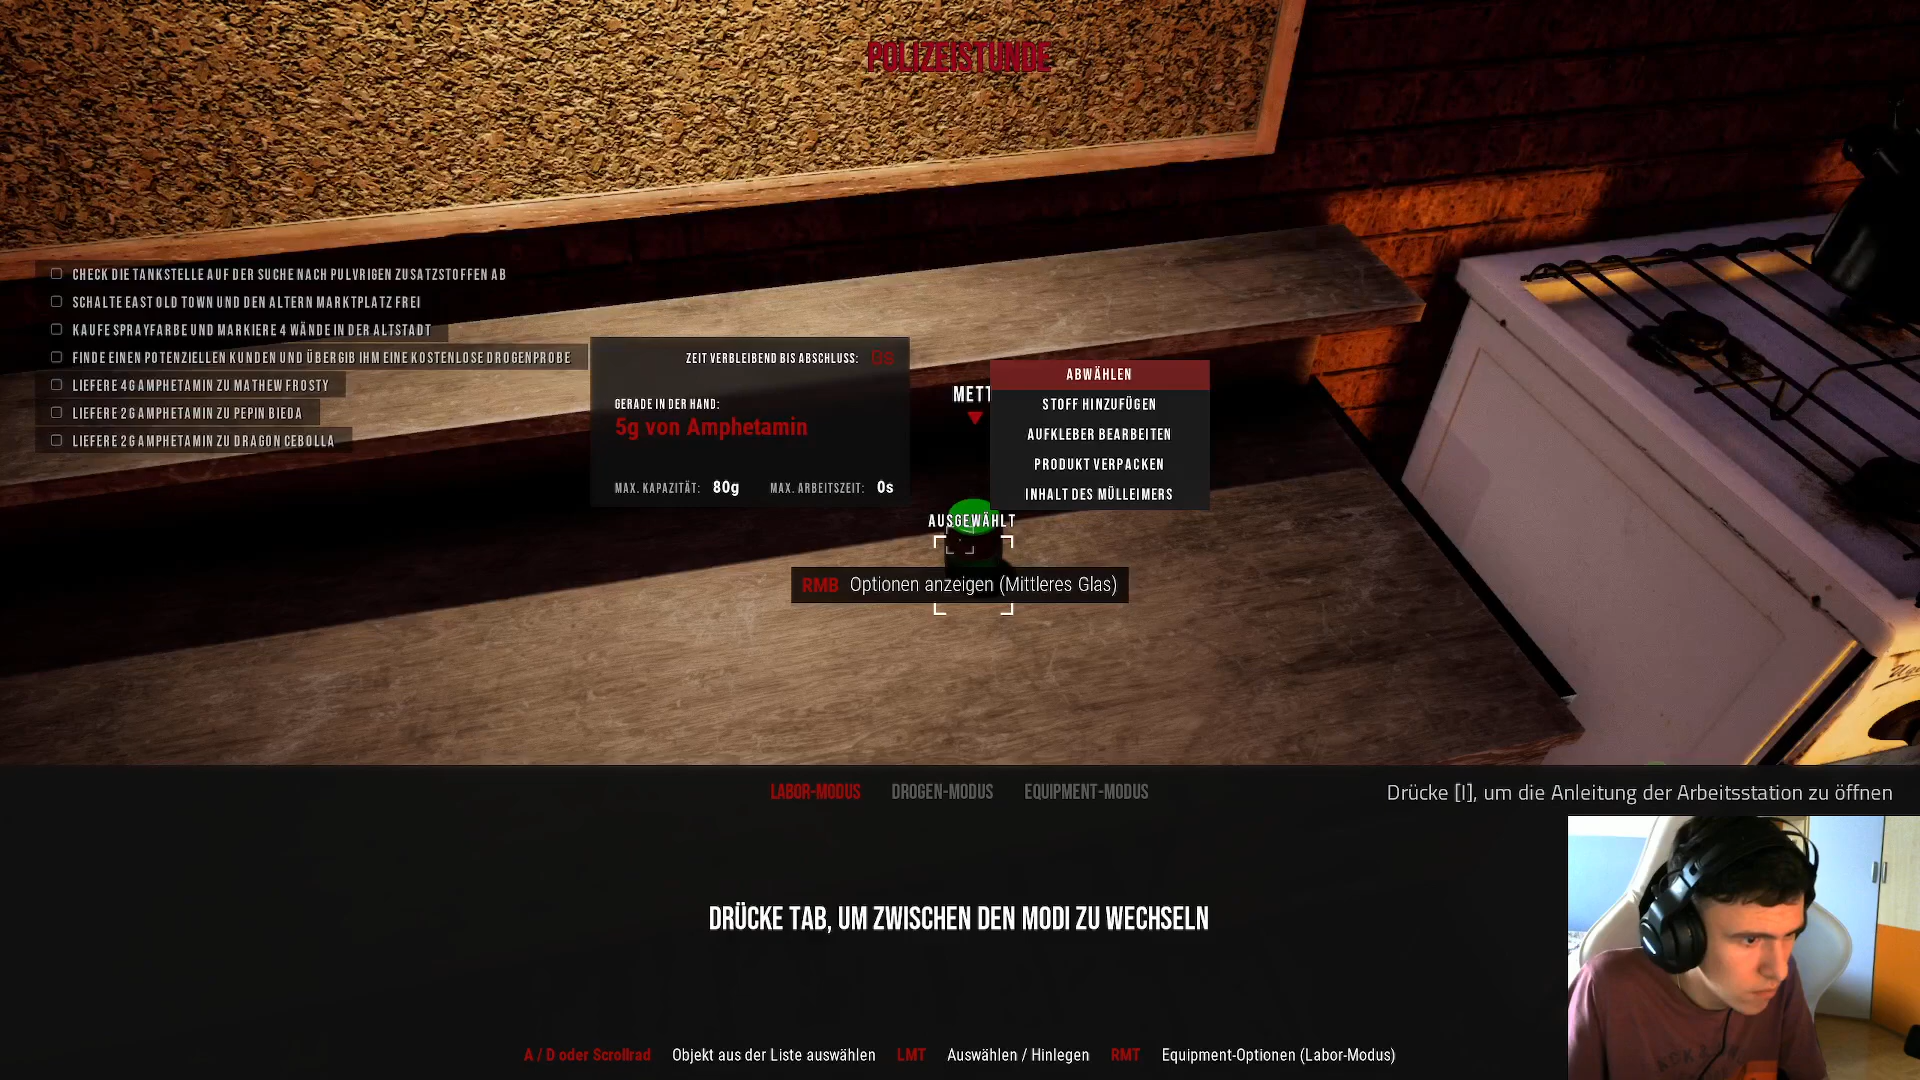 POLIZEISTUNDE
CHECK DIE TANKSTELLE AUF DER SUCHE NACH PULVRIGEN ZUSATZSTOFFEN AB
SCHALTE EAST OLD TOWN UND DEN ALTERN MARKTPLATZ FREI
KAUFE SPRAYFARBE UND MARKIERE 4 WÄNDE IN DER ALTSTADT
FINDE EINEN POTENZIELLEN KUNDEN UND ÜBERGIB IHM EINE KOSTENLOSE DROGENPROBE
LIEFERE 4G AMPHETAMIN ZU MATHEW FROSTY
LIEFERE 2G AMPHETAMIN ZU PEPIN BIEDA
LIEFERE 2G AMPHETAMIN ZU DRAGON CEBOLLA
ZEIT VERBLEIBEND BIS ABSCHLUSS: 0s
GERADE IN DER HAND:
5g von Amphetamin
MAX. KAPAZITÄT: 80g MAX. ARBEITSZEIT: 0s
METT
ABWÄHLEN
STOFF HINZUFÜGEN
AUFKLEBER BEARBEITEN
PRODUKT VERPACKEN
INHALT DES MÜLLEIMERS
AUSGEWÄHLT
RMB Optionen anzeigen (Mittleres Glas)
LABOR-MODUS DROGEN-MODUS EQUIPMENT-MODUS
Drücke [I], um die Anleitung der Arbeitsstation zu öffnen
DRÜCKE TAB, UM ZWISCHEN DEN MODI ZU WECHSELN
A / D oder Scrollrad Objekt aus der Liste auswählen LMT Auswählen / Hinlegen RMT Equipment-Optionen (Labor-Modus)